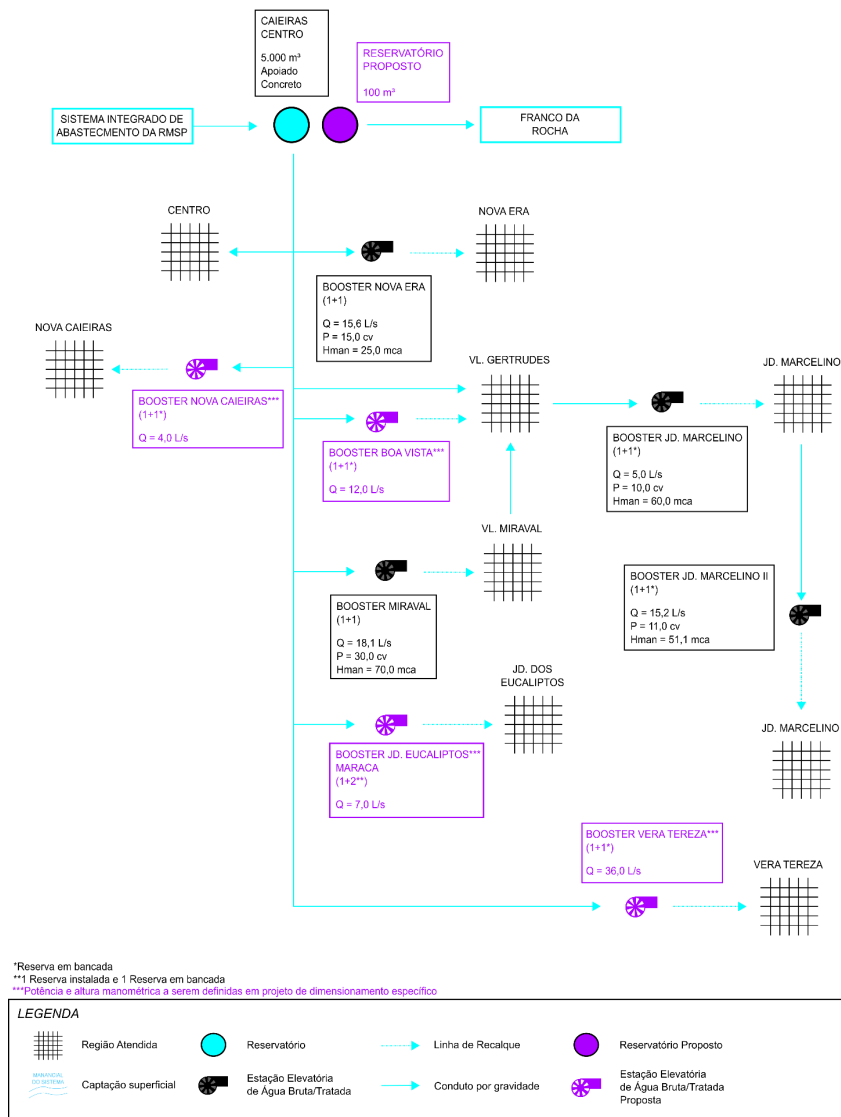 CAIEIRAS
CENTRO
5.000 m³
Apoiado
Concreto
RESERVATÓRIO
PROPOSTO
100 m³
SISTEMA INTEGRADO DE
ABASTECMENTO DA RMSP
FRANCO DA
ROCHA
CENTRO
NOVA ERA
BOOSTER NOVA ERA
(1+1)
Q = 15,6 L/s
P = 15,0 cv
Hman = 25,0 mca
NOVA CAIEIRAS
BOOSTER NOVA CAIEIRAS***
(1+1*)
Q = 4,0 L/s
VL. GERTRUDES
BOOSTER BOA VISTA***
(1+1*)
Q = 12,0 L/s
JD. MARCELINO
BOOSTER JD. MARCELINO
(1+1*)
Q = 5,0 L/s
P = 10,0 cv
Hman = 60,0 mca
VL. MIRAVAL
BOOSTER MIRAVAL
(1+1)
Q = 18,1 L/s
P = 30,0 cv
Hman = 70,0 mca
BOOSTER JD. MARCELINO II
(1+1*)
Q = 15,2 L/s
P = 11,0 cv
Hman = 51,1 mca
JD. DOS
EUCALIPTOS
BOOSTER JD. EUCALIPTOS***
MARACA
(1+2**)
Q = 7,0 L/s
JD. MARCELINO
BOOSTER VERA TEREZA***
(1+1*)
Q = 36,0 L/s
VERA TEREZA
*Reserva em bancada
**1 Reserva instalada e 1 Reserva em bancada
***Potência e altura manométrica a serem definidas em projeto de dimensionamento específico
LEGENDA
Região Atendida
Reservatório
Linha de Recalque
Reservatório Proposto
MANANCIAL
DO SISTEMA
Captação superficial
Estação Elevatória
de Água Bruta/Tratada
Conduto por gravidade
Estação Elevatória
de Água Bruta/Tratada
Proposta